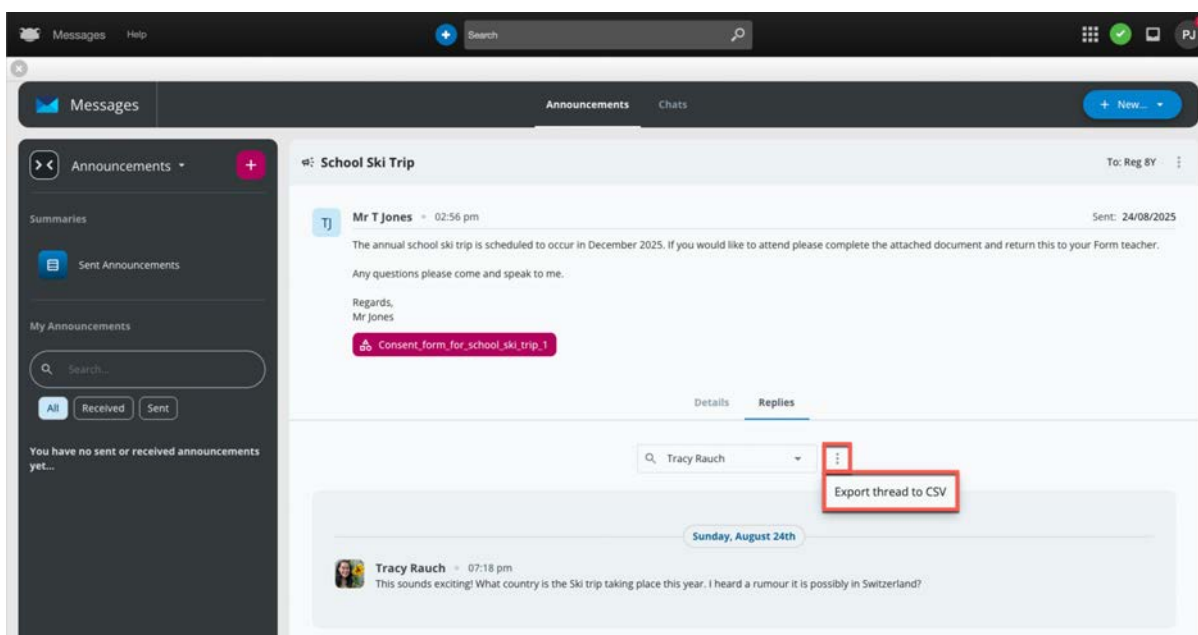 Messages Help Search PJ
Messages Announcements Chats + New...
Announcements +
School Ski Trip To: Reg 8Y
Summaries
Sent Announcements
My Announcements
Search...
All Received Sent
You have no sent or received announcements
yet...
TJ Mr T Jones 02:56 pm Sent: 24/08/2025
The annual school ski trip is scheduled to occur in December 2025. If you would like to attend please complete the attached document and return this to your Form teacher.
Any questions please come and speak to me.
Regards,
Mr Jones
Consent_form_for_school_ski_trip_1
Details Replies
Tracy Rauch
Export thread to CSV
Sunday, August 24th
Tracy Rauch 07:18 pm
This sounds exciting! What country is the Ski trip taking place this year. I heard a rumour it is possibly in Switzerland?